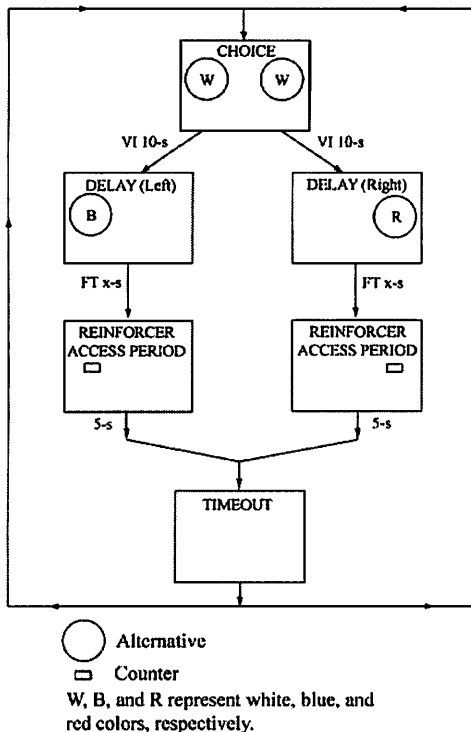 CHOICE
W W
VI 10-s VI 10-s
DELAY (Left) DELAY (Right)
B R
FT x-s FT x-s
REINFORCER REINFORCER
ACCESS PERIOD ACCESS PERIOD
5-s 5-s
TIMEOUT
Alternative
Counter
W, B, and R represent white, blue, and
red colors, respectively.